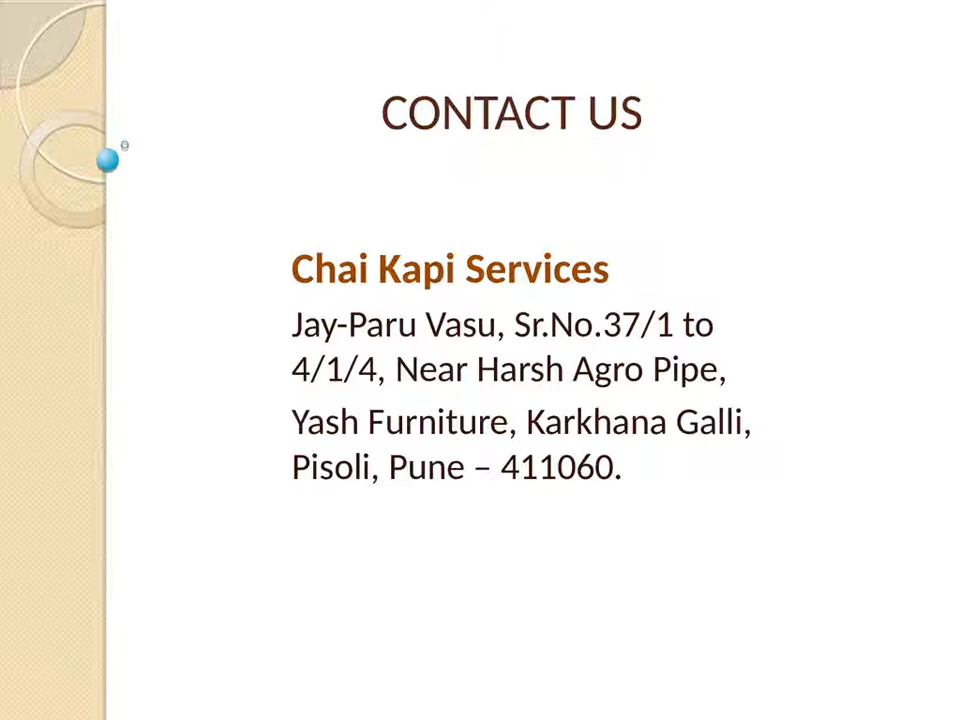 CONTACT US
Chai Kapi Services
Jay-Paru Vasu, Sr.No.37/1 to
4/1/4, Near Harsh Agro Pipe,
Yash Furniture, Karkhana Galli,
Pisoli, Pune – 411060.